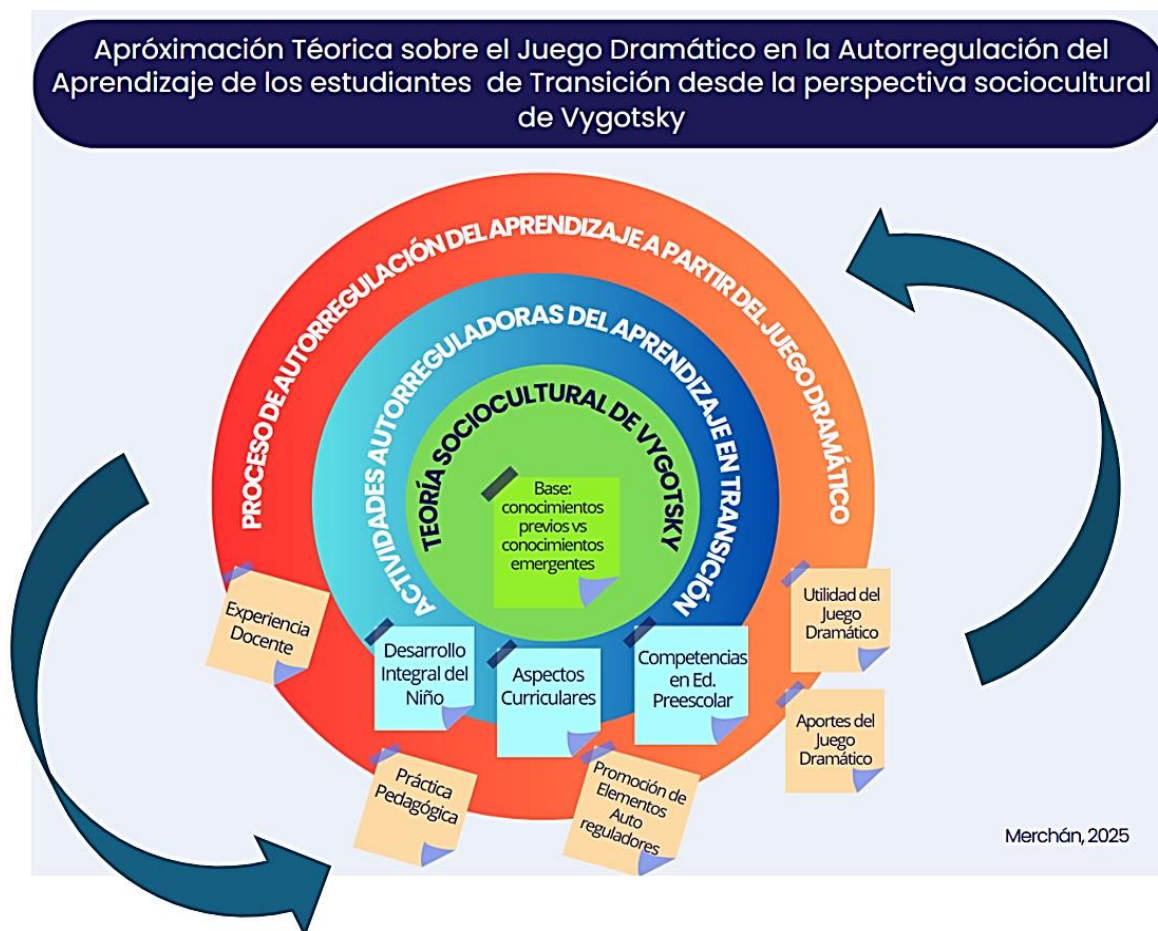 Apróximación Téorica sobre el Juego Dramático en la Autorregulación del
Aprendizaje de los estudiantes de Transición desde la perspectiva sociocultural
de Vygotsky
PROCESO DE AUTORREGULACIÓN DEL APRENDIZAJE A PARTIR DEL JUEGO DRAMÁTICO
ACTIVIDADES AUTORREGULADORAS DEL APRENDIZAJE EN TRANSICIÓN
TEORÍA SOCIOCULTURAL DE VYGOTSKY
Base:
conocimientos
previos vs
conocimientos
emergentes
Experiencia
Docente
Desarrollo
Integral del
Niño
Aspectos
Curriculares
Competencias
en Ed.
Preescolar
Utilidad del
Juego
Dramático
Aportes del
Juego
Dramático
Práctica
Pedagógica
Promoción de
Elementos
Auto
reguladores
Merchán, 2025